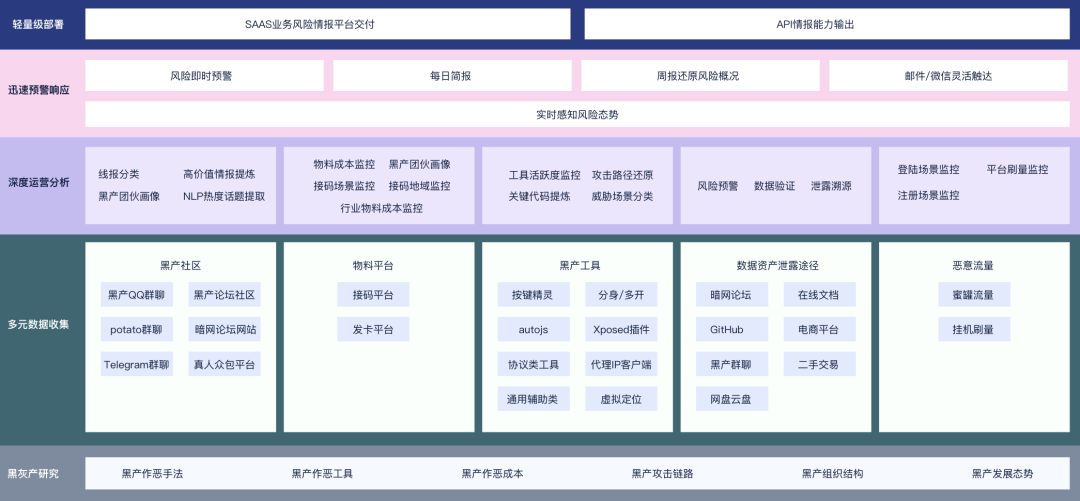 轻量级部署
SAAS业务风险情报平台交付
API情报能力输出
迅速预警响应
风险即时预警
每日简报
周报还原风险概况
邮件/微信灵活触达
实时感知风险态势
深度运营分析
线报分类 高价值情报提炼
黑产团伙画像 NLP热度话题提取
物料成本监控 黑产团伙画像
接码场景监控 接码地域监控
行业物料成本监控
工具活跃度监控 攻击路径还原
关键代码提炼 威胁场景分类
风险预警 数据验证 泄露溯源
登陆场景监控 平台刷量监控
注册场景监控
多元数据收集
黑产社区
黑产QQ群聊 黑产论坛社区
potato群聊 暗网论坛网站
Telegram群聊 真人众包平台
物料平台
接码平台
发卡平台
黑产工具
按键精灵 分身/多开
autojs Xposed插件
协议类工具 代理IP客户端
通用辅助类 虚拟定位
数据资产泄露途径
暗网论坛 在线文档
GitHub 电商平台
黑产群聊 二手交易
网盘云盘
恶意流量
蜜罐流量
挂机刷量
黑灰产研究
黑产作恶手法 黑产作恶工具 黑产作恶成本 黑产攻击链路 黑产组织结构 黑产发展态势